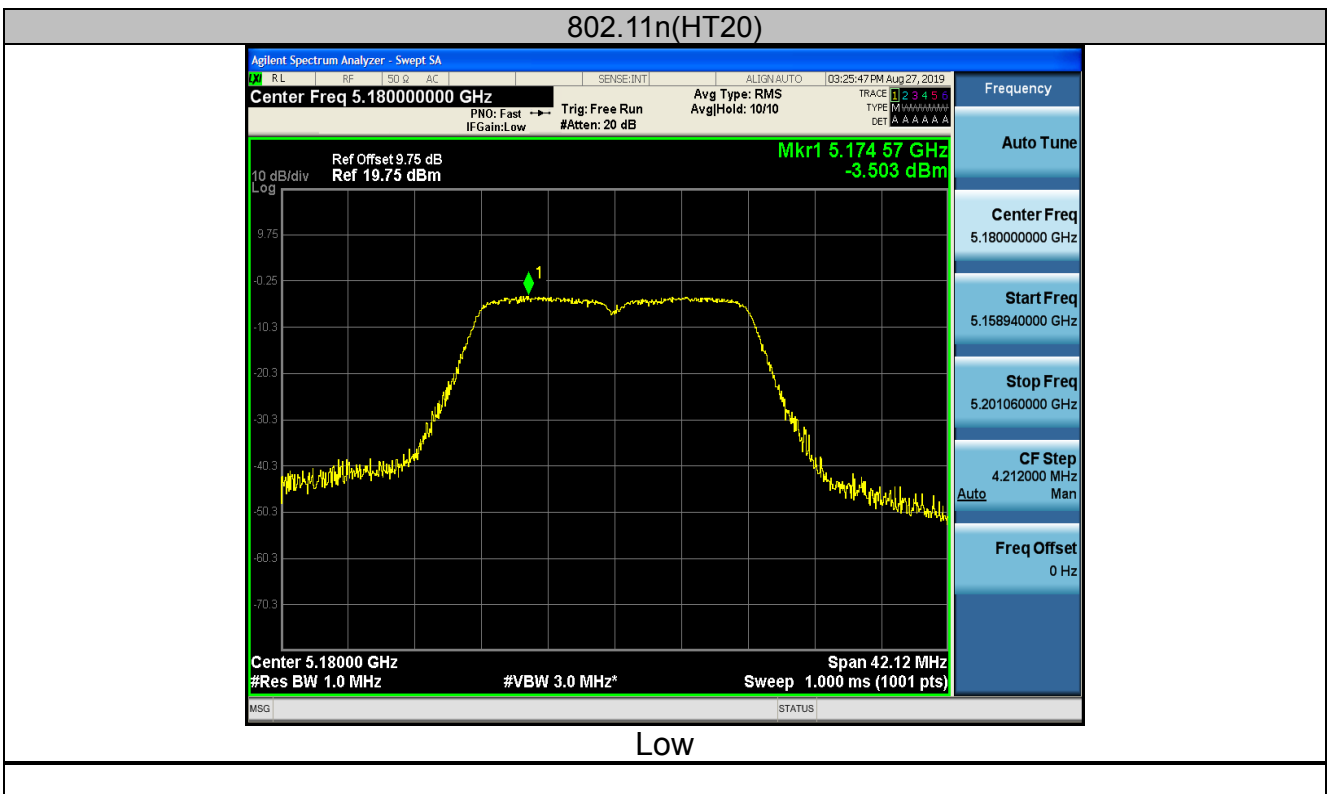 802.11n(HT20)
Agilent Spectrum Analyzer - Swept SA
LXI RL RF 50 Ω AC SENSE:INT ALIGN AUTO 03:25:47 PM Aug 27, 2019
Center Freq 5.180000000 GHz
PNO: Fast
IFGain:Low
Trig: Free Run
#Atten: 20 dB
Avg Type: RMS
Avg|Hold: 10/10
TRACE 1 2 3 4 5 6
TYPE M
DET A A A A A A
Mkr1 5.174 57 GHz
-3.503 dBm
Ref Offset 9.75 dB
10 dB/div Ref 19.75 dBm
Log
9.75
-0.25
-10.3
-20.3
-30.3
-40.3
-50.3
-60.3
-70.3
1
Center 5.18000 GHz Span 42.12 MHz
#Res BW 1.0 MHz #VBW 3.0 MHz* Sweep 1.000 ms (1001 pts)
Frequency
Auto Tune
Center Freq
5.180000000 GHz
Start Freq
5.158940000 GHz
Stop Freq
5.201060000 GHz
CF Step
4.212000 MHz
Auto Man
Freq Offset
0 Hz
MSG STATUS
Low